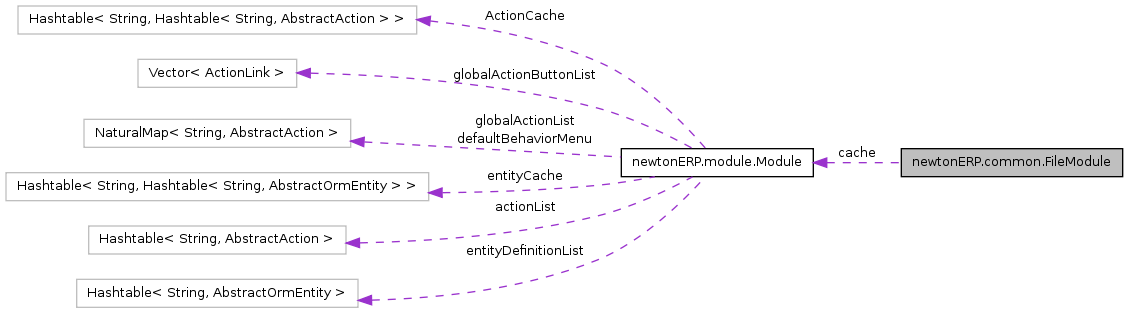 ActionCache
Hashtable< String, Hashtable< String, AbstractAction > >
globalActionButtonList
Vector< ActionLink >
globalActionList
defaultBehaviorMenu
NaturalMap< String, AbstractAction >
newtonERP.module.Module
cache
newtonERP.common.FileModule
entityCache
Hashtable< String, Hashtable< String, AbstractOrmEntity > >
actionList
Hashtable< String, AbstractAction >
entityDefinitionList
Hashtable< String, AbstractOrmEntity >